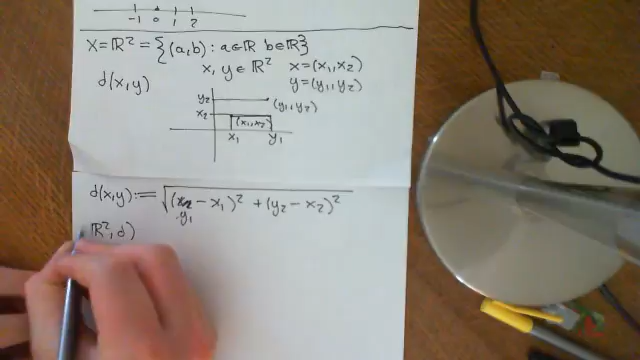 -1 0 1 2
X = ℝ² = {(a,b) : a∈ℝ b∈ℝ}
x, y ∈ ℝ² x = (x₁, x₂)
d(x,y) y = (y₁, y₂)
y₂ (y₁, y₂)
x₂ (x₁, x₂)
x₁ y₁
d(x,y) := √((y₁ - x₁)² + (y₂ - x₂)²)
ℝ², d)